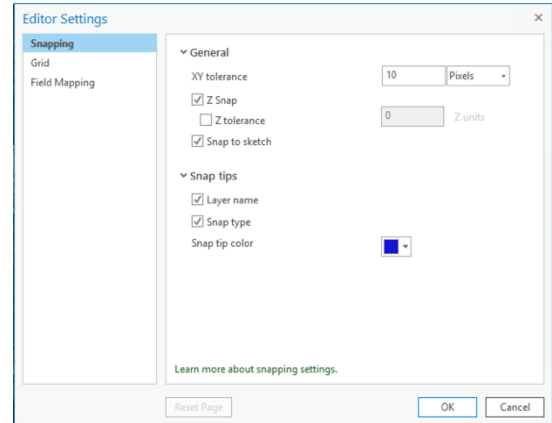 Editor Settings
Snapping
Grid
Field Mapping
General
XY tolerance 10 Pixels
Z Snap
Z tolerance 0 Z units
Snap to sketch
Snap tips
Layer name
Snap type
Snap tip color
Learn more about snapping settings.
Reset Page OK Cancel